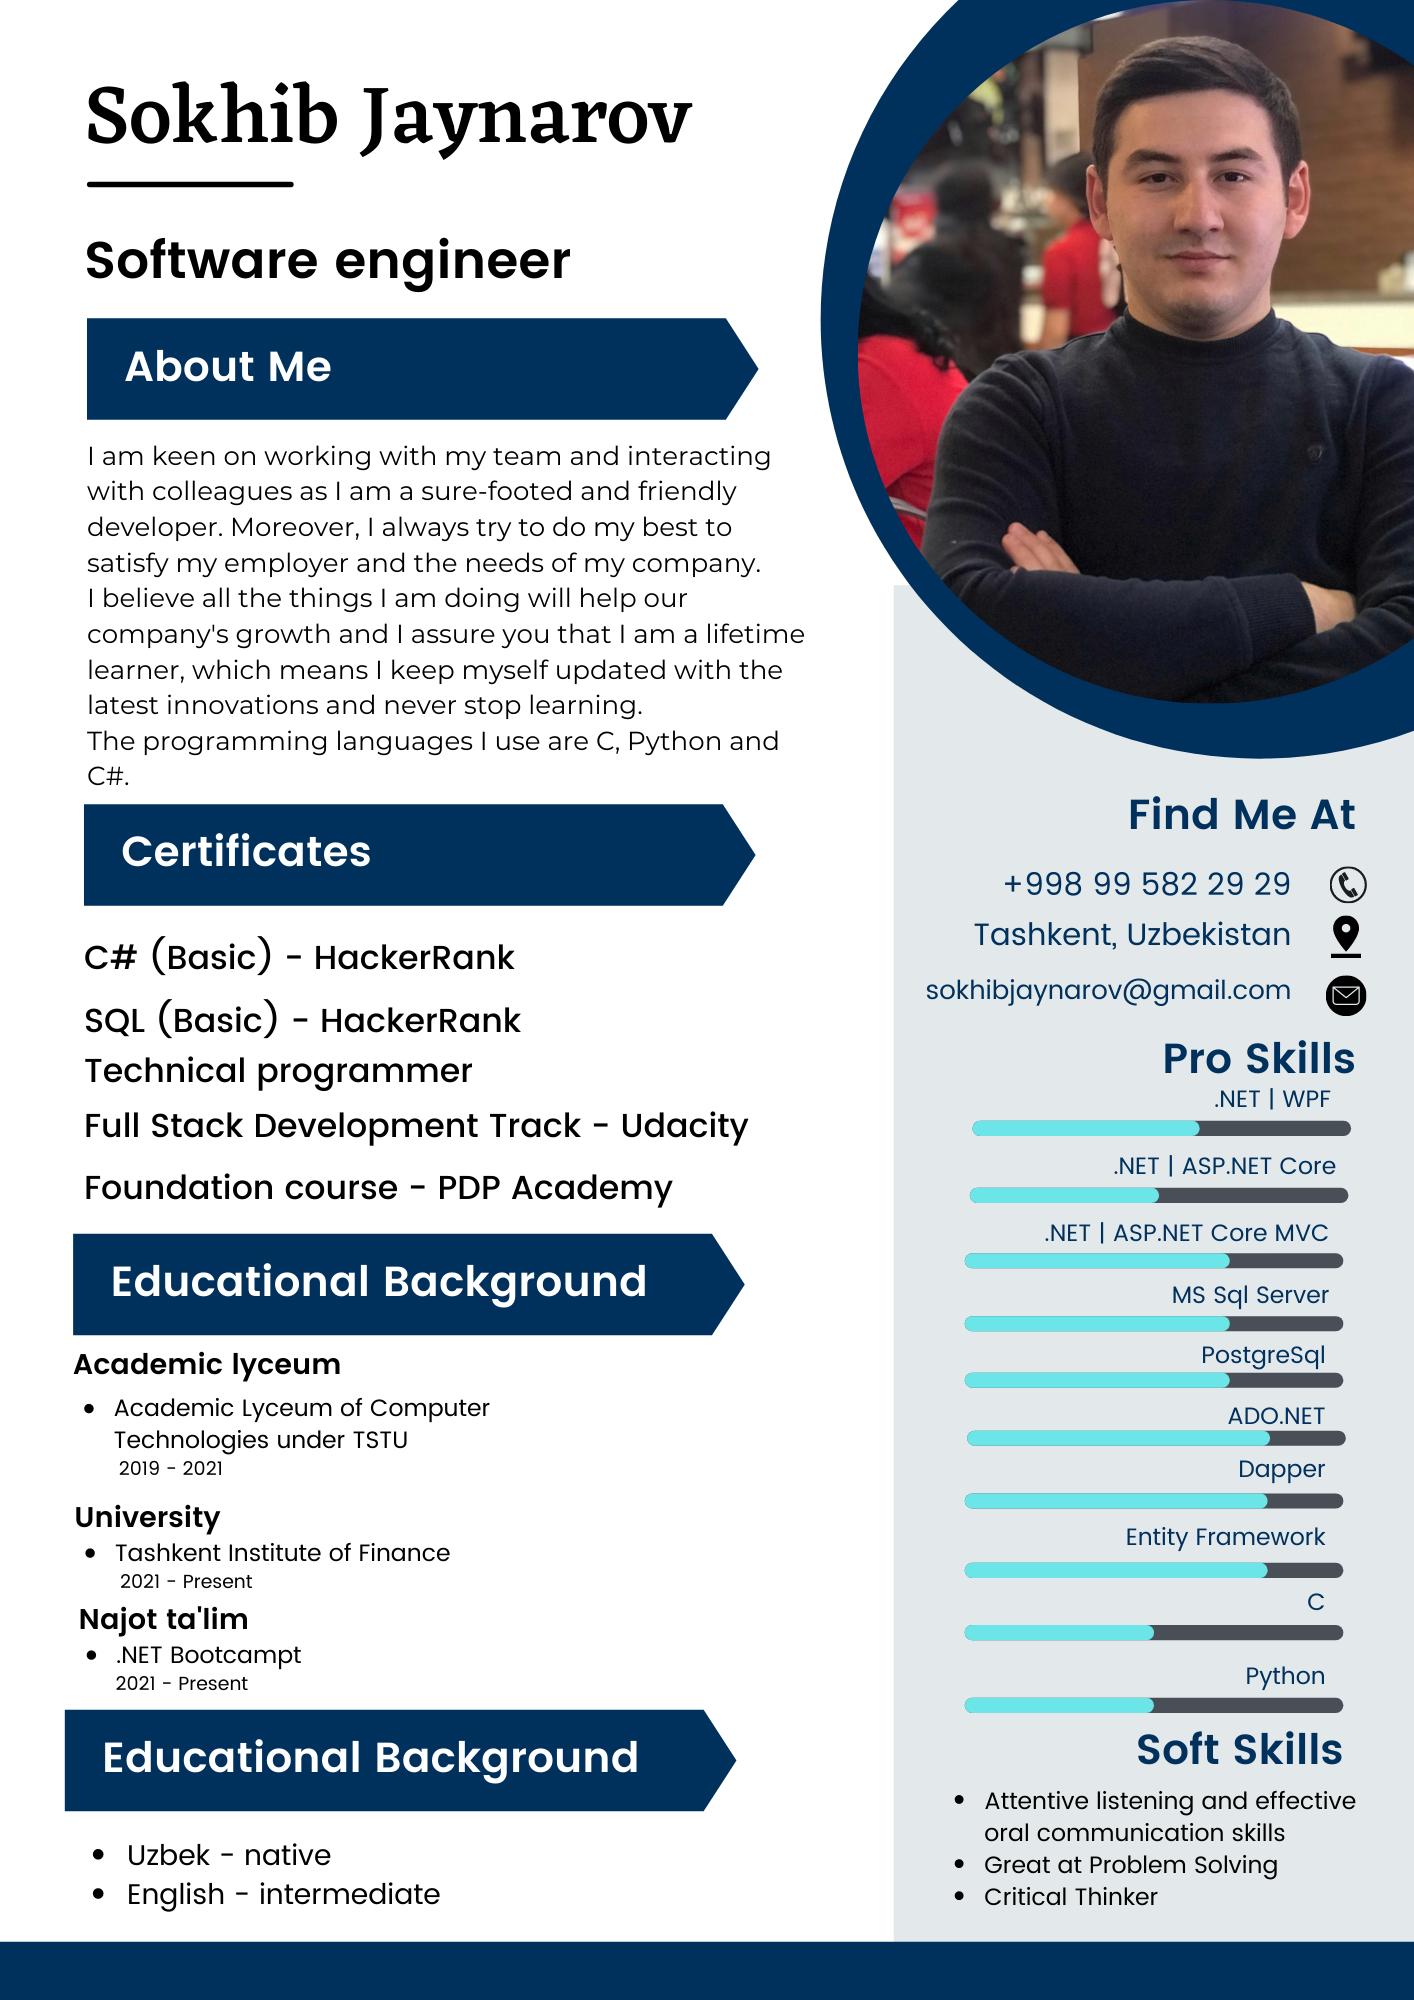 Sokhib Jaynarov
Software engineer
About Me
I am keen on working with my team and interacting
with colleagues as I am a sure-footed and friendly
developer. Moreover, I always try to do my best to
satisfy my employer and the needs of my company.
I believe all the things I am doing will help our
company's growth and I assure you that I am a lifetime
learner, which means I keep myself updated with the
latest innovations and never stop learning.
The programming languages I use are C, Python and
C#.
Certificates
C# (Basic) - HackerRank
SQL (Basic) - HackerRank
Technical programmer
Full Stack Development Track - Udacity
Foundation course - PDP Academy
Educational Background
Academic lyceum
• Academic Lyceum of Computer
Technologies under TSTU
2019 - 2021
University
• Tashkent Institute of Finance
2021 - Present
Najot ta'lim
• .NET Bootcampt
2021 - Present
Educational Background
• Uzbek - native
• English - intermediate
Find Me At
+998 99 582 29 29
Tashkent, Uzbekistan
sokhibjaynarov@gmail.com
Pro Skills
.NET | WPF
.NET | ASP.NET Core
.NET | ASP.NET Core MVC
MS Sql Server
PostgreSql
ADO.NET
Dapper
Entity Framework
C
Python
Soft Skills
• Attentive listening and effective
oral communication skills
• Great at Problem Solving
• Critical Thinker